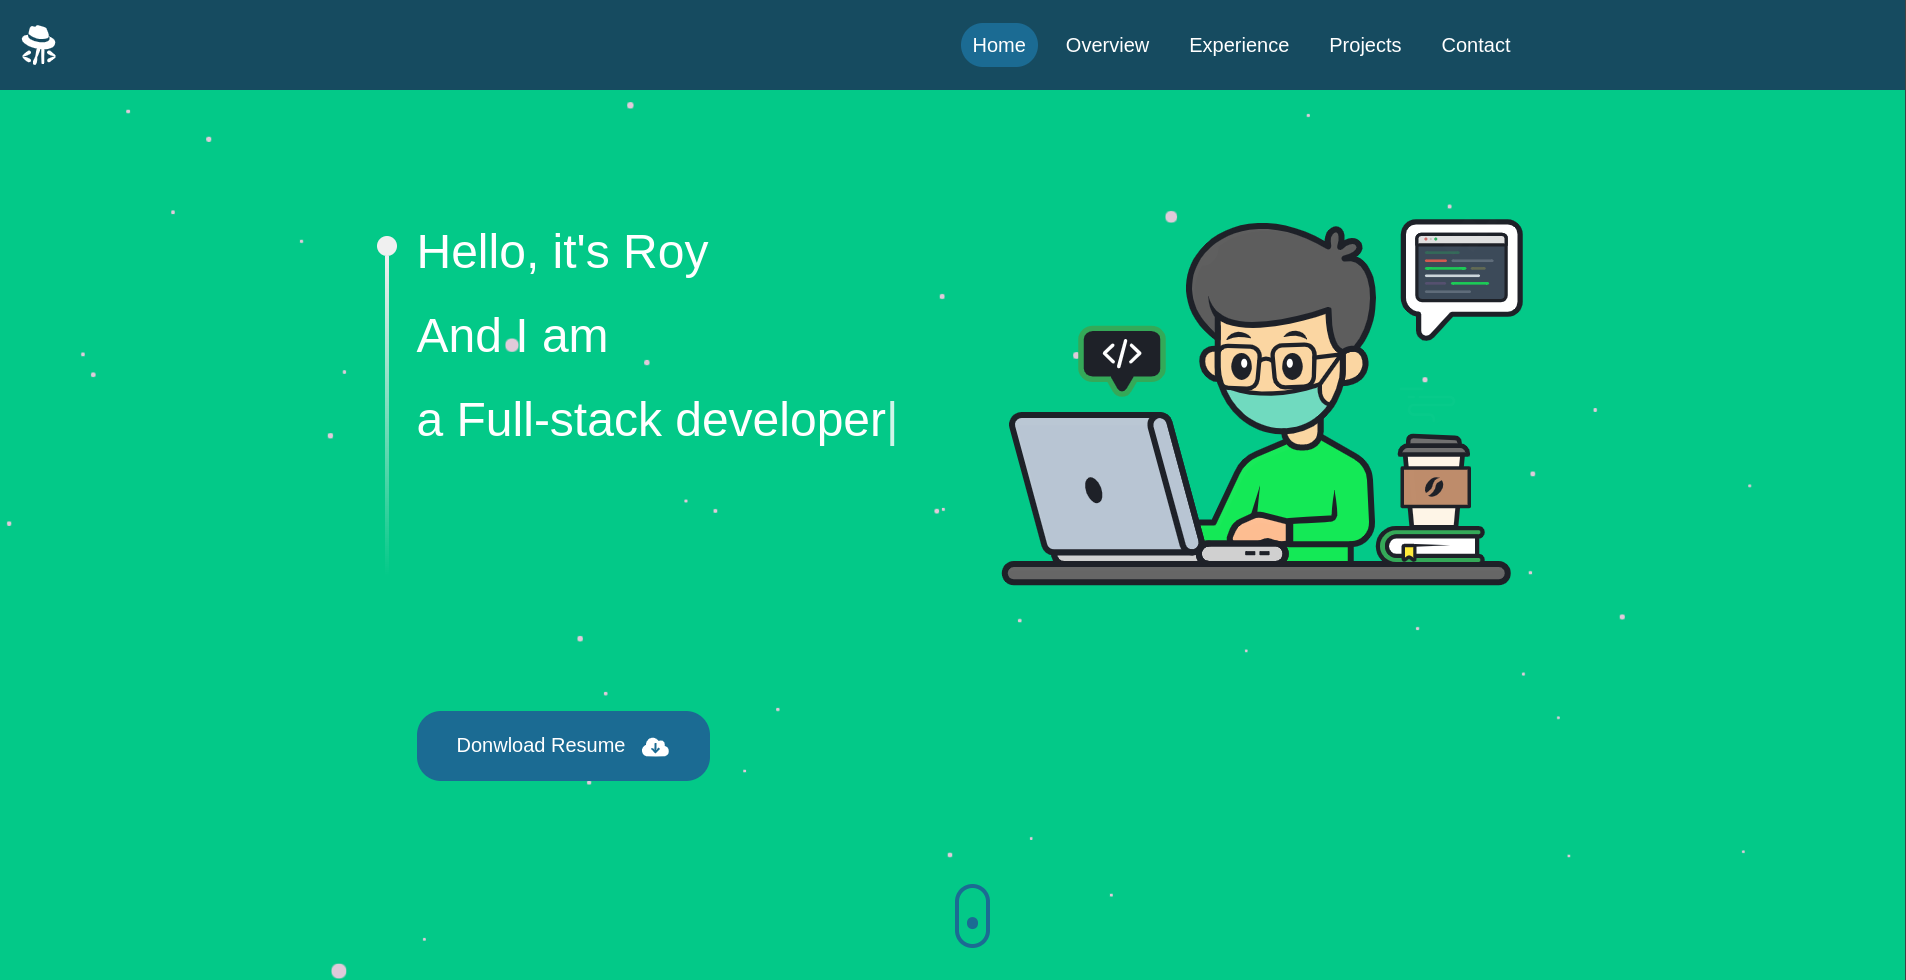 Home Overview Experience Projects Contact
Hello, it's Roy
And I am
a Full-stack developer|
</>
Donwload Resume